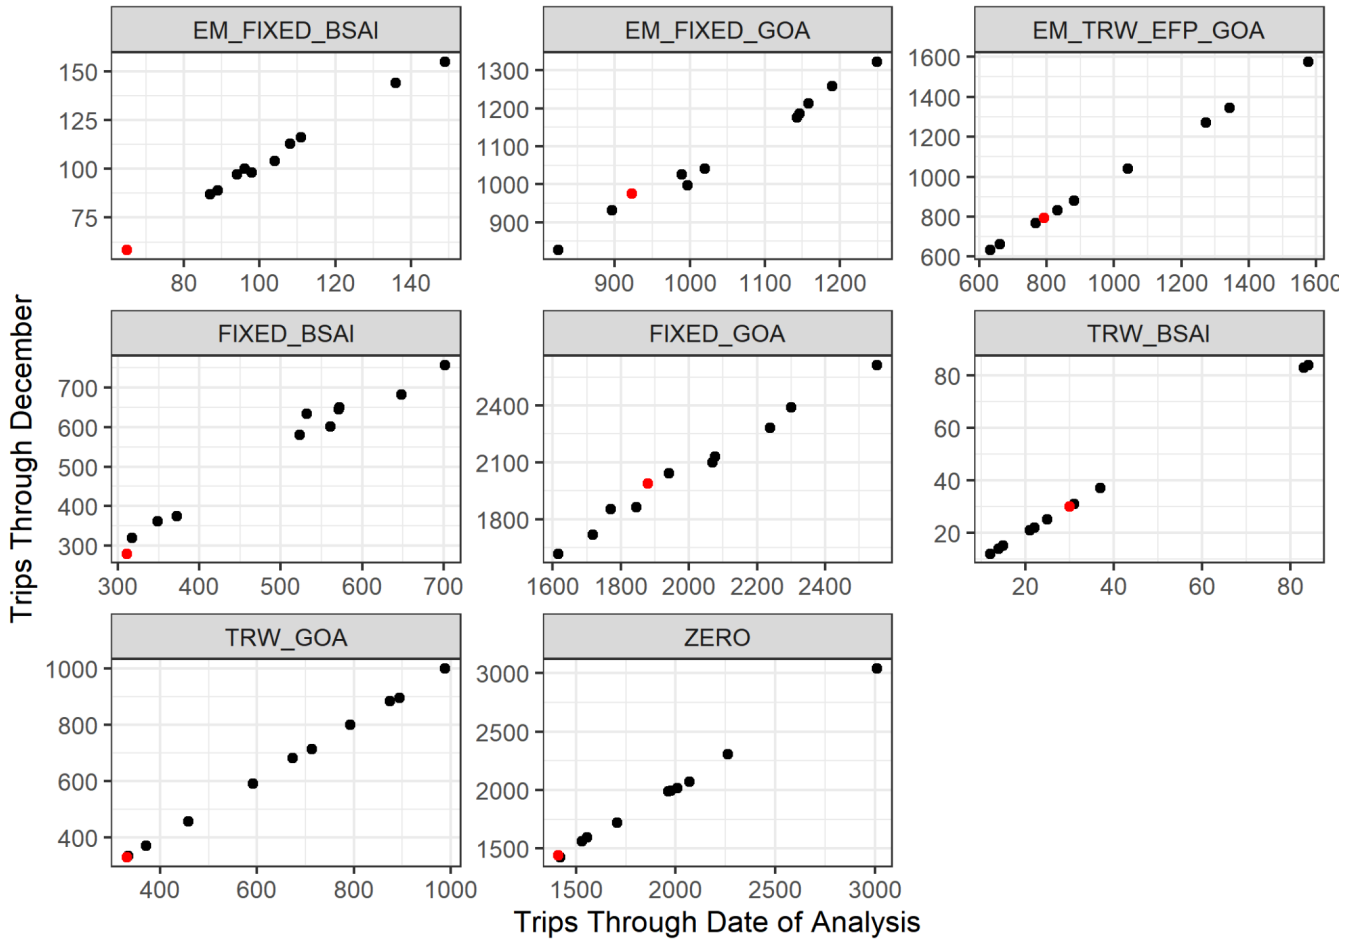 EM_FIXED_BSAI
EM_FIXED_GOA
EM_TRW_EFP_GOA
150
125
100
75
80 100 120 140
1300
1200
1100
1000
900
900 1000 1100 1200
1600
1400
1200
1000
800
600
600 800 1000 1200 1400 1600
Trips Through December
FIXED_BSAI
FIXED_GOA
TRW_BSAI
700
600
500
400
300
300 400 500 600 700
2400
2100
1800
1600 1800 2000 2200 2400
80
60
40
20
20 40 60 80
TRW_GOA
ZERO
1000
800
600
400
400 600 800 1000
3000
2500
2000
1500
1500 2000 2500 3000
Trips Through Date of Analysis